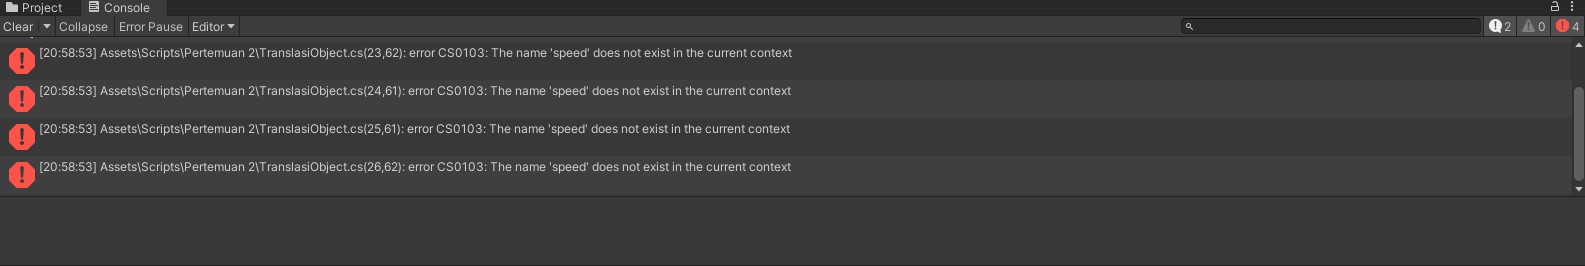 Project
Console
Clear
Collapse
Error Pause
Editor
2
0
4
[20:58:53] Assets\Scripts\Pertemuan 2\TranslasiObject.cs(23,62): error CS0103: The name 'speed' does not exist in the current context
[20:58:53] Assets\Scripts\Pertemuan 2\TranslasiObject.cs(24,61): error CS0103: The name 'speed' does not exist in the current context
[20:58:53] Assets\Scripts\Pertemuan 2\TranslasiObject.cs(25,61): error CS0103: The name 'speed' does not exist in the current context
[20:58:53] Assets\Scripts\Pertemuan 2\TranslasiObject.cs(26,62): error CS0103: The name 'speed' does not exist in the current context